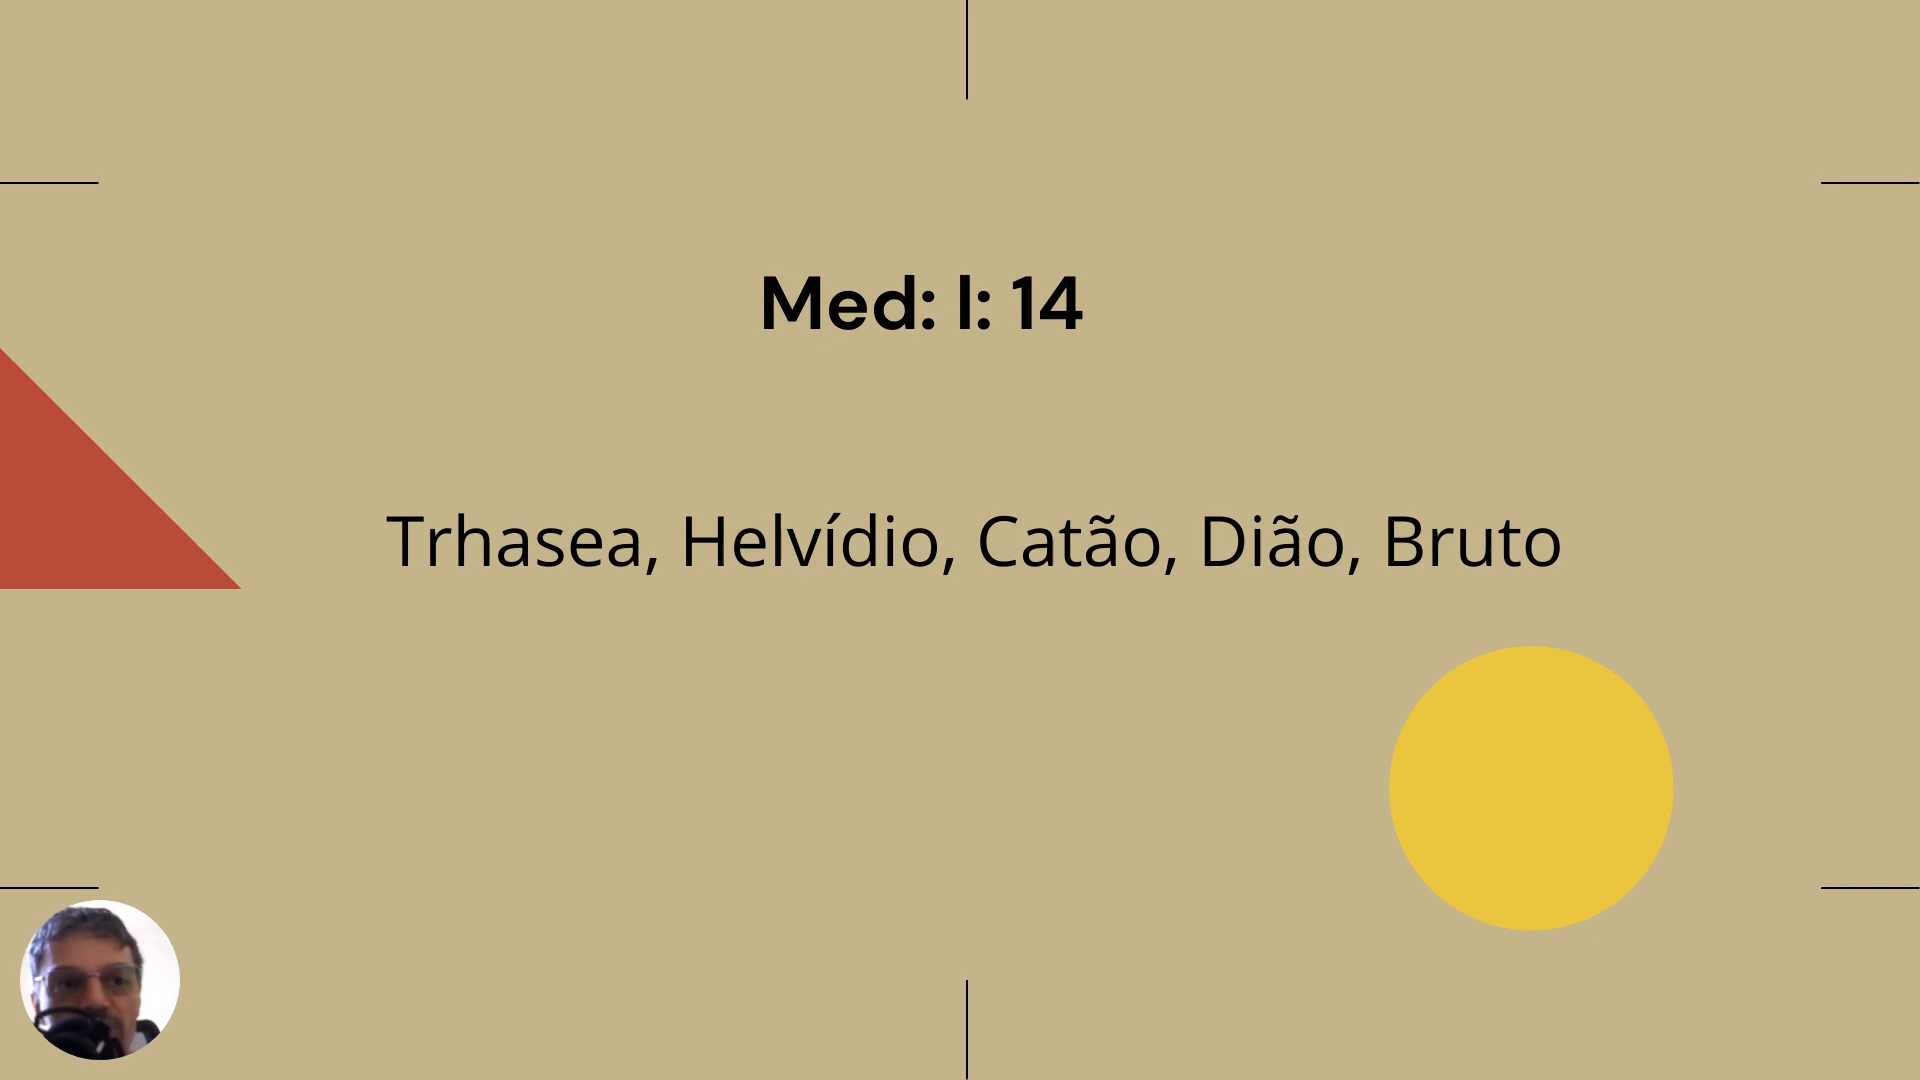 Med: I: 14
Trhasea, Helvídio, Catão, Dião, Bruto